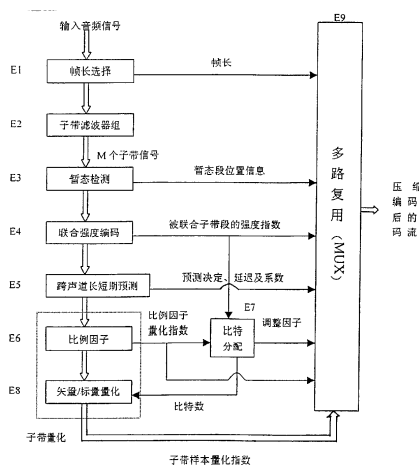 输入音频信号
E9
E1
帧长选择
帧长
E2
子带滤波器组
M 个子带信号
E3
暂态检测
暂态段位置信息
多路复用（MUX）
压缩
编码
后的
码流
E4
联合强度编码
被联合子带段的强度指数
E5
跨声道长短期预测
预测决定、延迟及系数
E7
比例因子
量化指数
E6
比例因子
比特
分配
调整因子
E8
矢量/标量量化
比特数
子带量化
子带样本量化指数